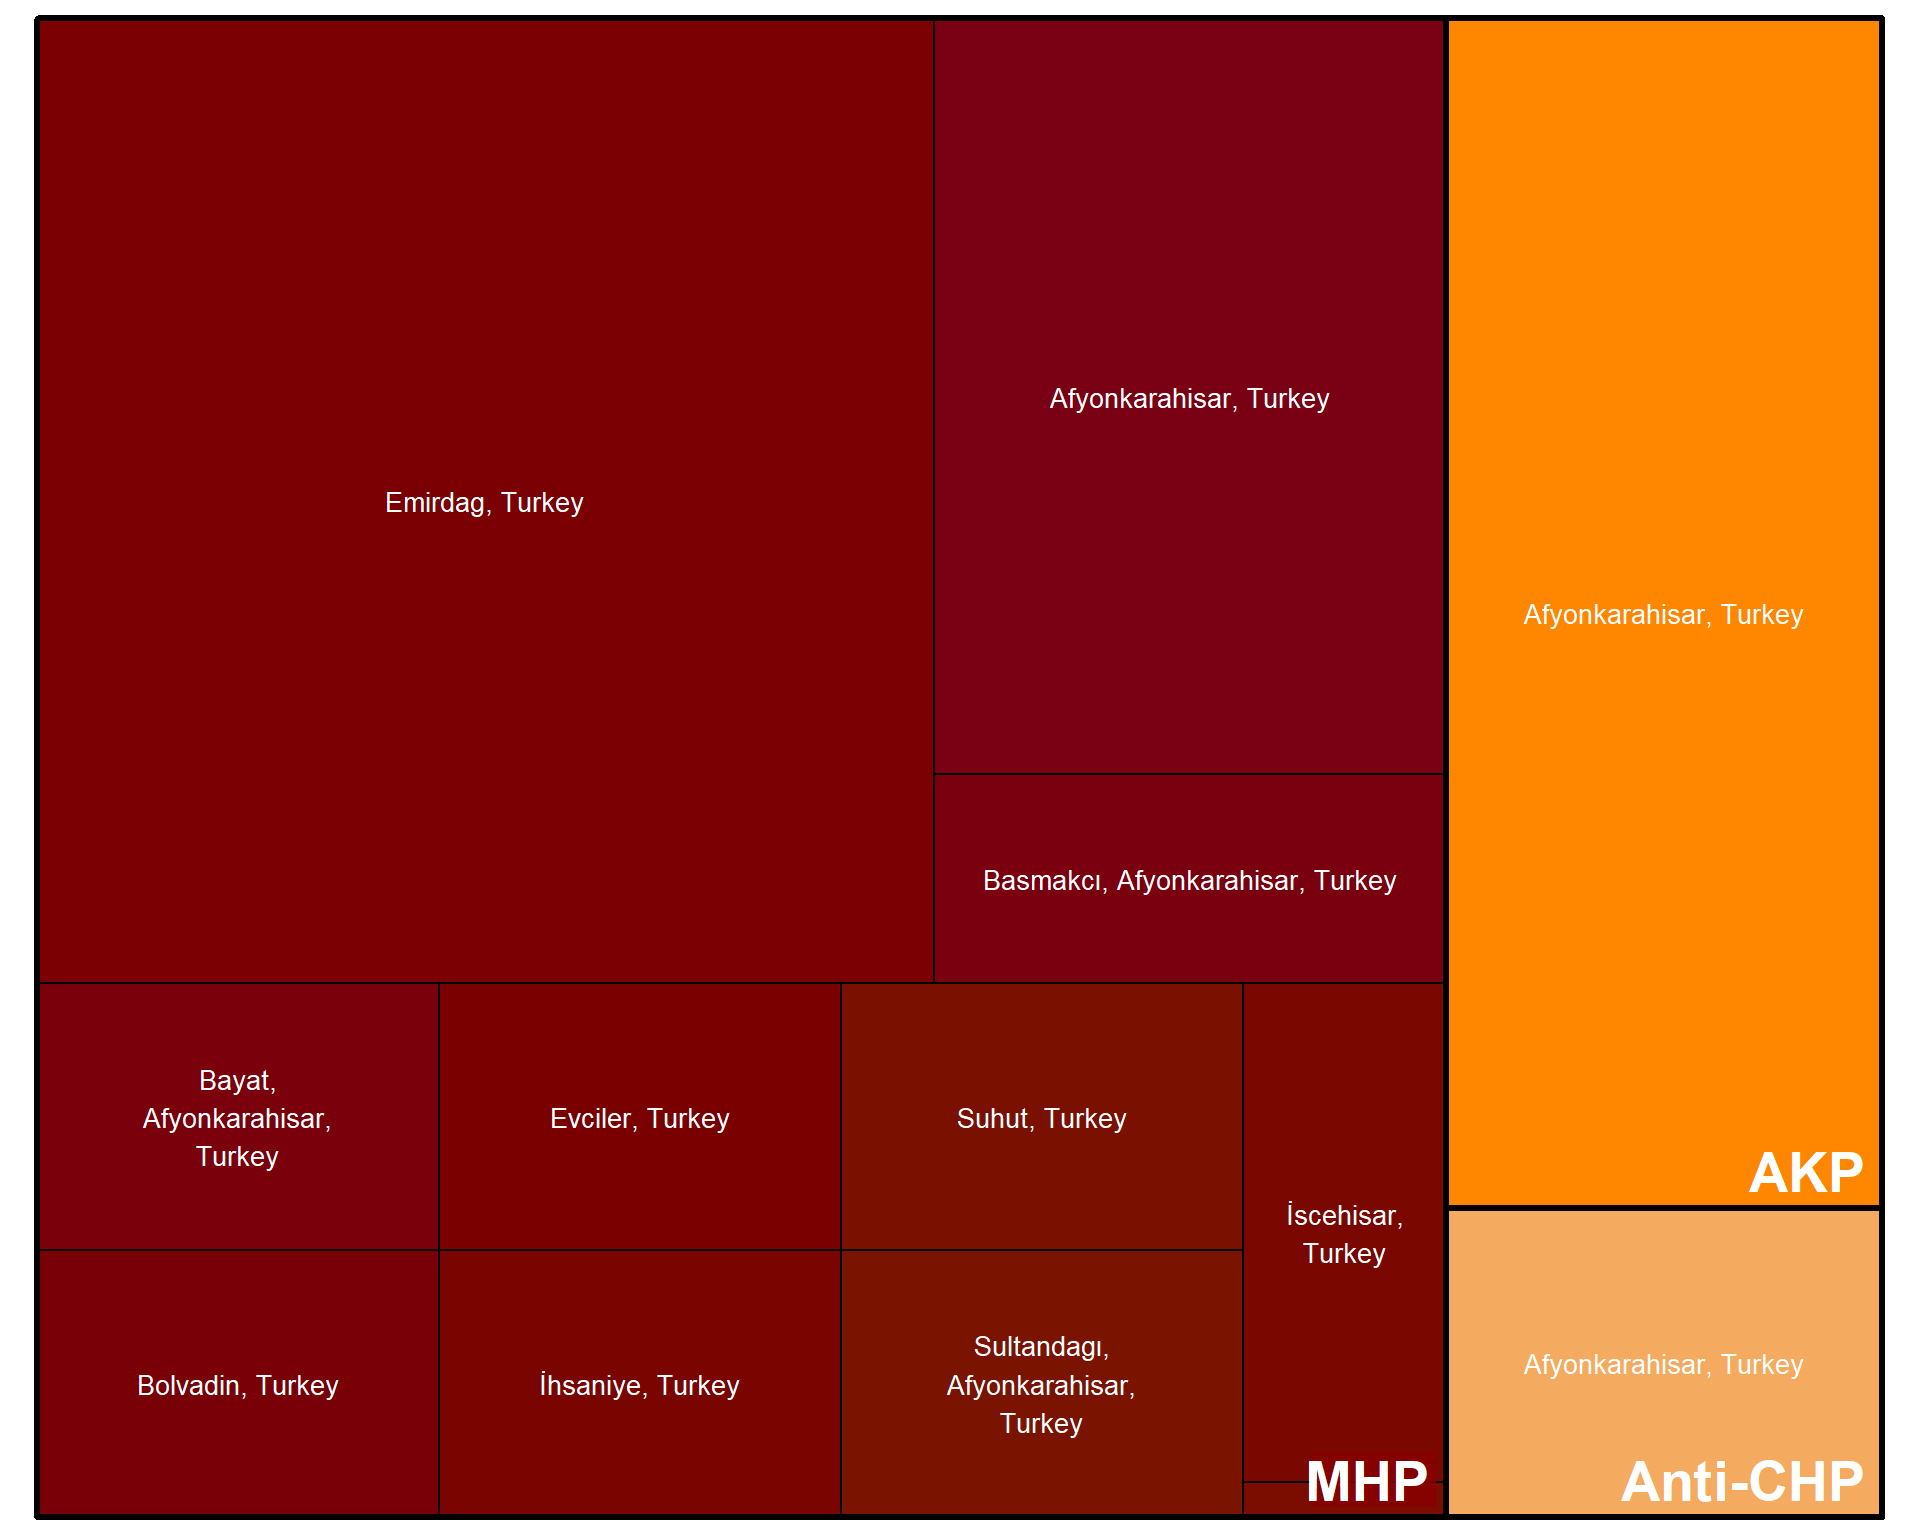 Emirdag, Turkey
Afyonkarahisar, Turkey
Basmakcı, Afyonkarahisar, Turkey
Bayat,
Afyonkarahisar,
Turkey
Evciler, Turkey
Suhut, Turkey
İscehisar,
Turkey
Bolvadin, Turkey
İhsaniye, Turkey
Sultandagı,
Afyonkarahisar,
Turkey
MHP
Afyonkarahisar, Turkey
AKP
Afyonkarahisar, Turkey
Anti-CHP